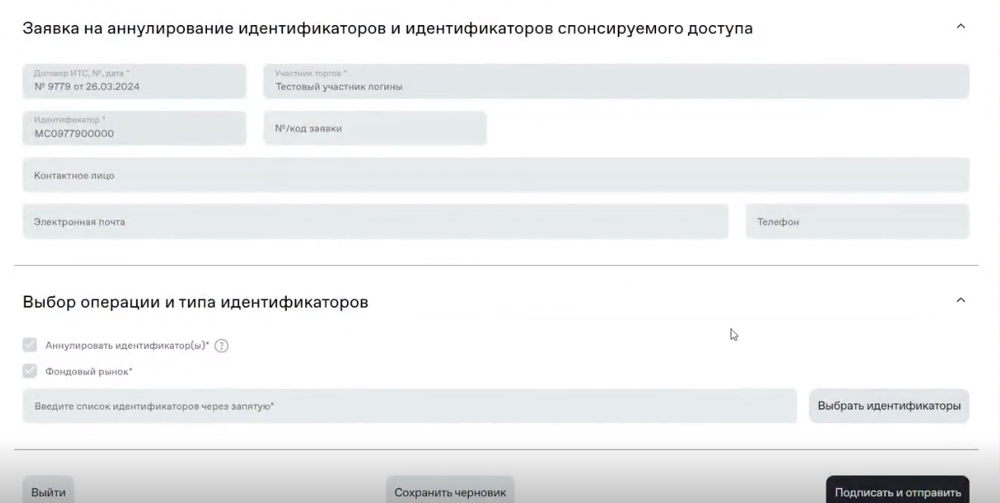 Заявка на аннулирование идентификаторов и идентификаторов спонсируемого доступа
Договор ИТС, №, дата *
№ 9779 от 26.03.2024
Участник торгов *
Тестовый участник логины
Идентификатор *
MC0977900000
№/код заявки
Контактное лицо
Электронная почта
Телефон
Выбор операции и типа идентификаторов
Аннулировать идентификатор(ы)* ?
Фондовый рынок*
Введите список идентификаторов через запятую*
Выбрать идентификаторы
Выйти
Сохранить черновик
Подписать и отправить